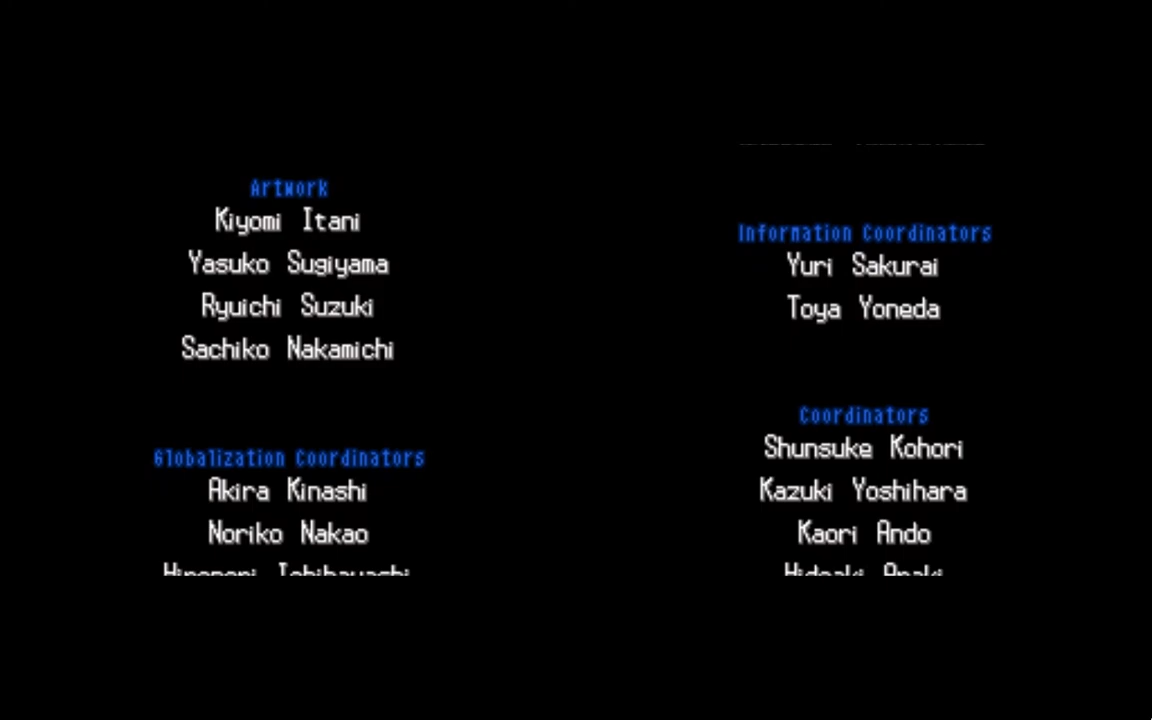 Artwork
Kiyomi Itani
Yasuko Sugiyama
Ryuichi Suzuki
Sachiko Nakamichi
Globalization Coordinators
Akira Kinashi
Noriko Nakao
Information Coordinators
Yuri Sakurai
Toya Yoneda
Coordinators
Shunsuke Kohori
Kazuki Yoshihara
Kaori Ando